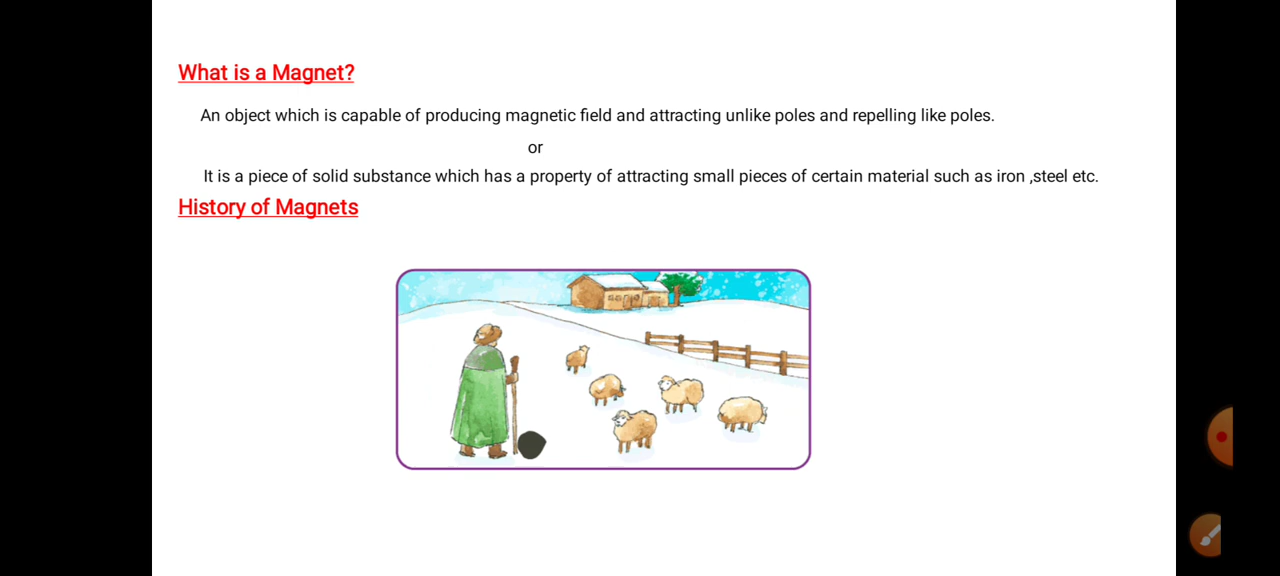 What is a Magnet?
An object which is capable of producing magnetic field and attracting unlike poles and repelling like poles.
or
It is a piece of solid substance which has a property of attracting small pieces of certain material such as iron ,steel etc.
History of Magnets